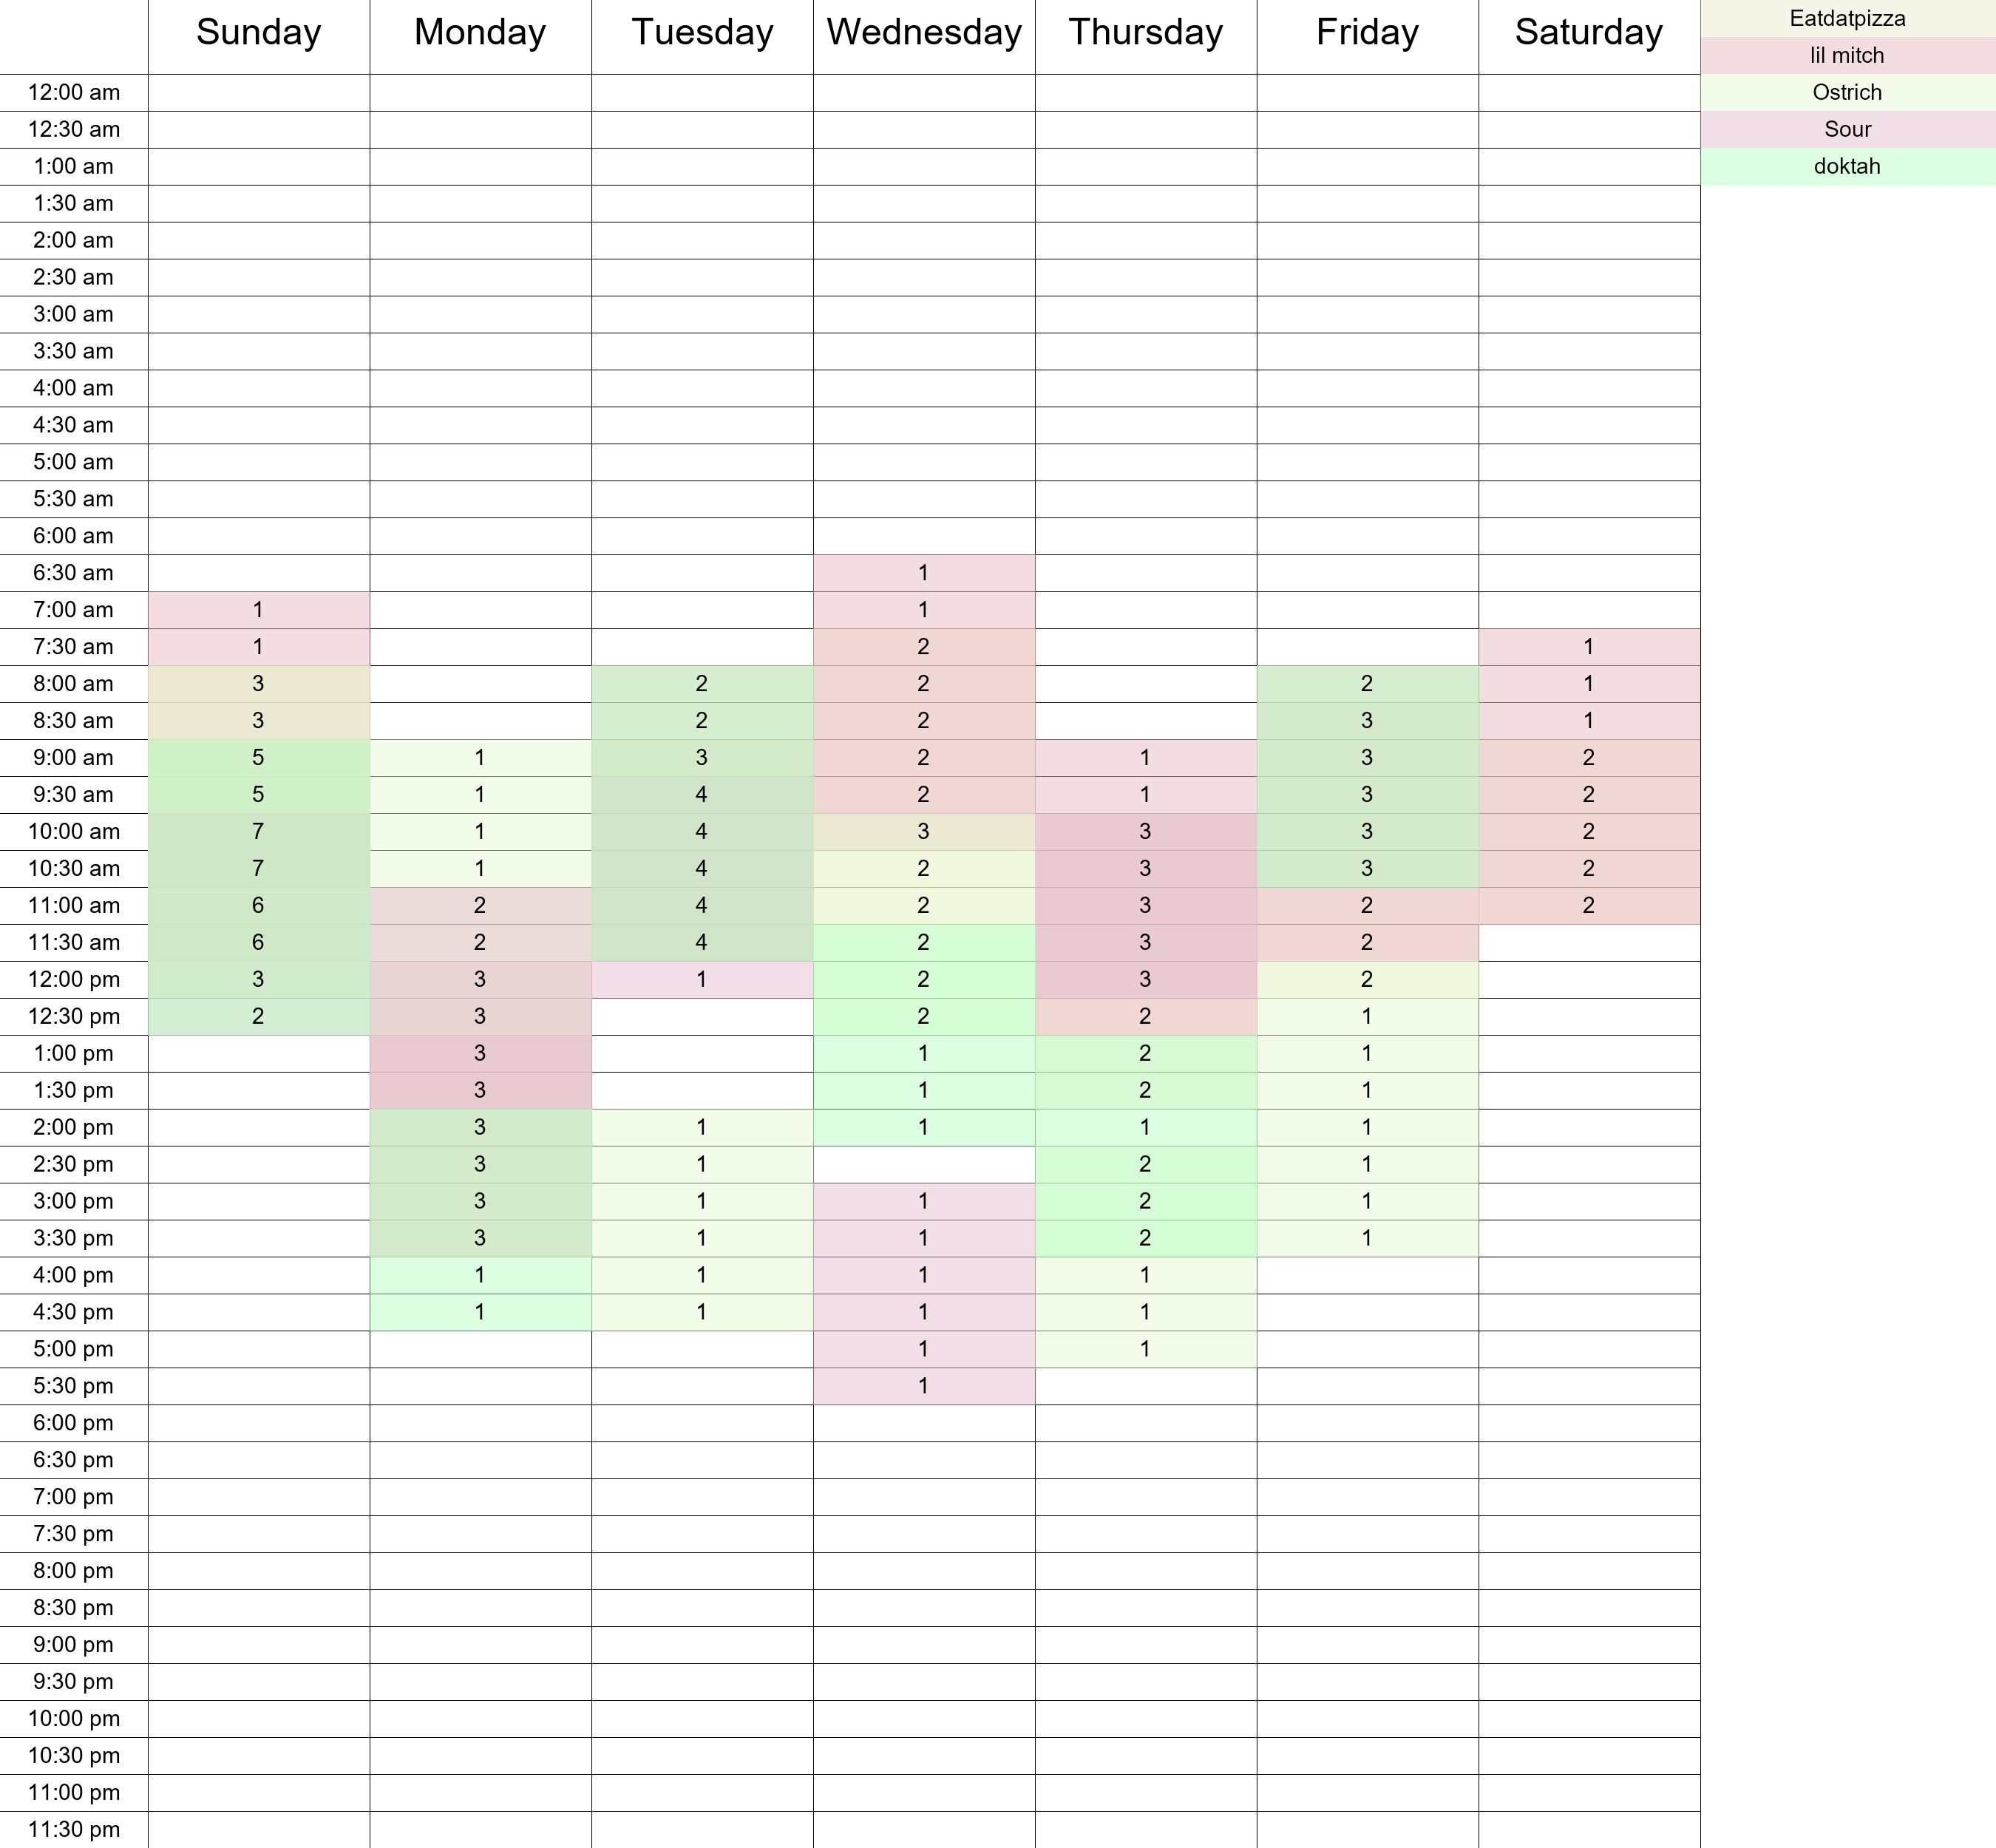 Sunday Monday Tuesday Wednesday Thursday Friday Saturday Eatdatpizza
lil mitch
12:00 am Ostrich
12:30 am Sour
1:00 am doktah
1:30 am
2:00 am
2:30 am
3:00 am
3:30 am
4:00 am
4:30 am
5:00 am
5:30 am
6:00 am
6:30 am 1
7:00 am 1 1
7:30 am 1 2 1
8:00 am 3 2 2 2 1
8:30 am 3 2 2 3 1
9:00 am 5 1 3 2 1 3 2
9:30 am 5 1 4 2 1 3 2
10:00 am 7 1 4 3 3 3 2
10:30 am 7 1 4 2 3 3 2
11:00 am 6 2 4 2 3 2 2
11:30 am 6 2 4 2 3 2
12:00 pm 3 3 1 2 3 2
12:30 pm 2 3 2 2 1
1:00 pm 3 1 2 1
1:30 pm 3 1 2 1
2:00 pm 3 1 1 1 1
2:30 pm 3 1 2 1
3:00 pm 3 1 1 2 1
3:30 pm 3 1 1 2 1
4:00 pm 1 1 1 1
4:30 pm 1 1 1 1
5:00 pm 1 1
5:30 pm 1
6:00 pm
6:30 pm
7:00 pm
7:30 pm
8:00 pm
8:30 pm
9:00 pm
9:30 pm
10:00 pm
10:30 pm
11:00 pm
11:30 pm